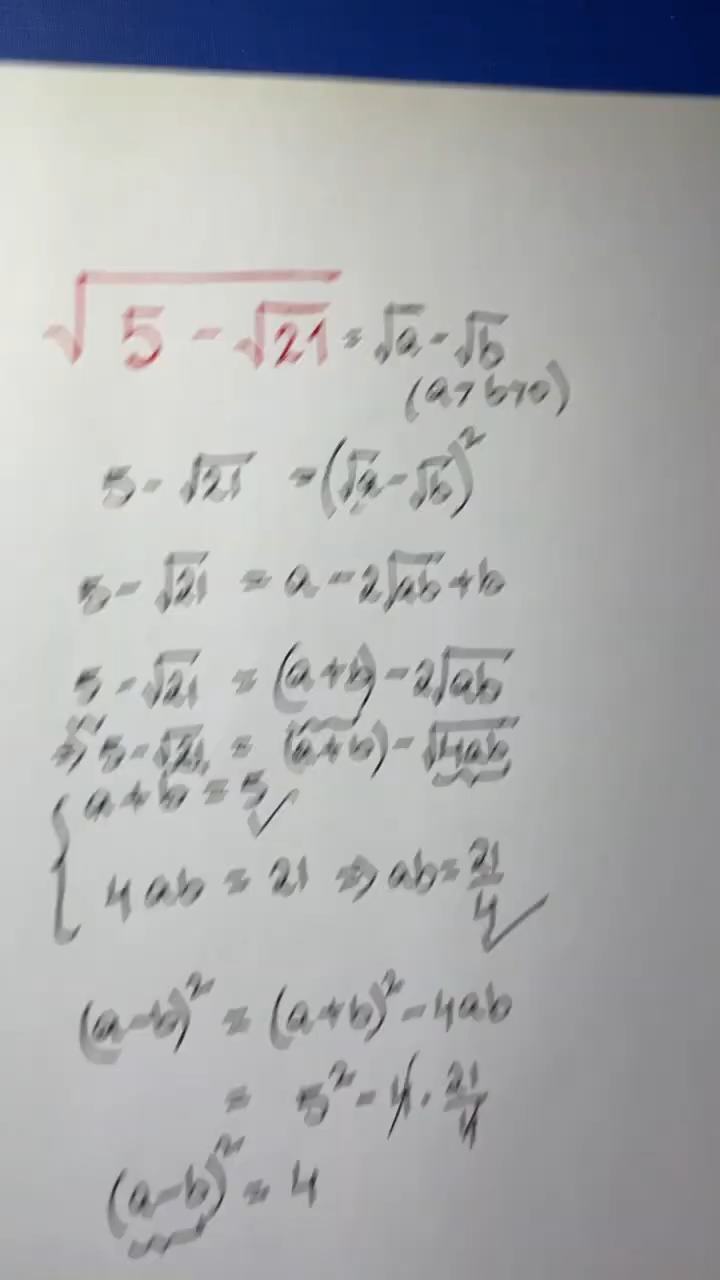 √(5 - √21) = √a - √b
(a > b > 0)
5 - √21 = (√a - √b)²
5 - √21 = a - 2√ab + b
5 - √21 = (a + b) - 2√ab
⇒ 5 - √21 = (a + b) - √4ab
a + b = 5 ✓
4ab = 21 ⇒ ab = 21/4 ✓
(a - b)² = (a + b)² - 4ab
= 5² - 4 · 21/4
(a - b)² = 4